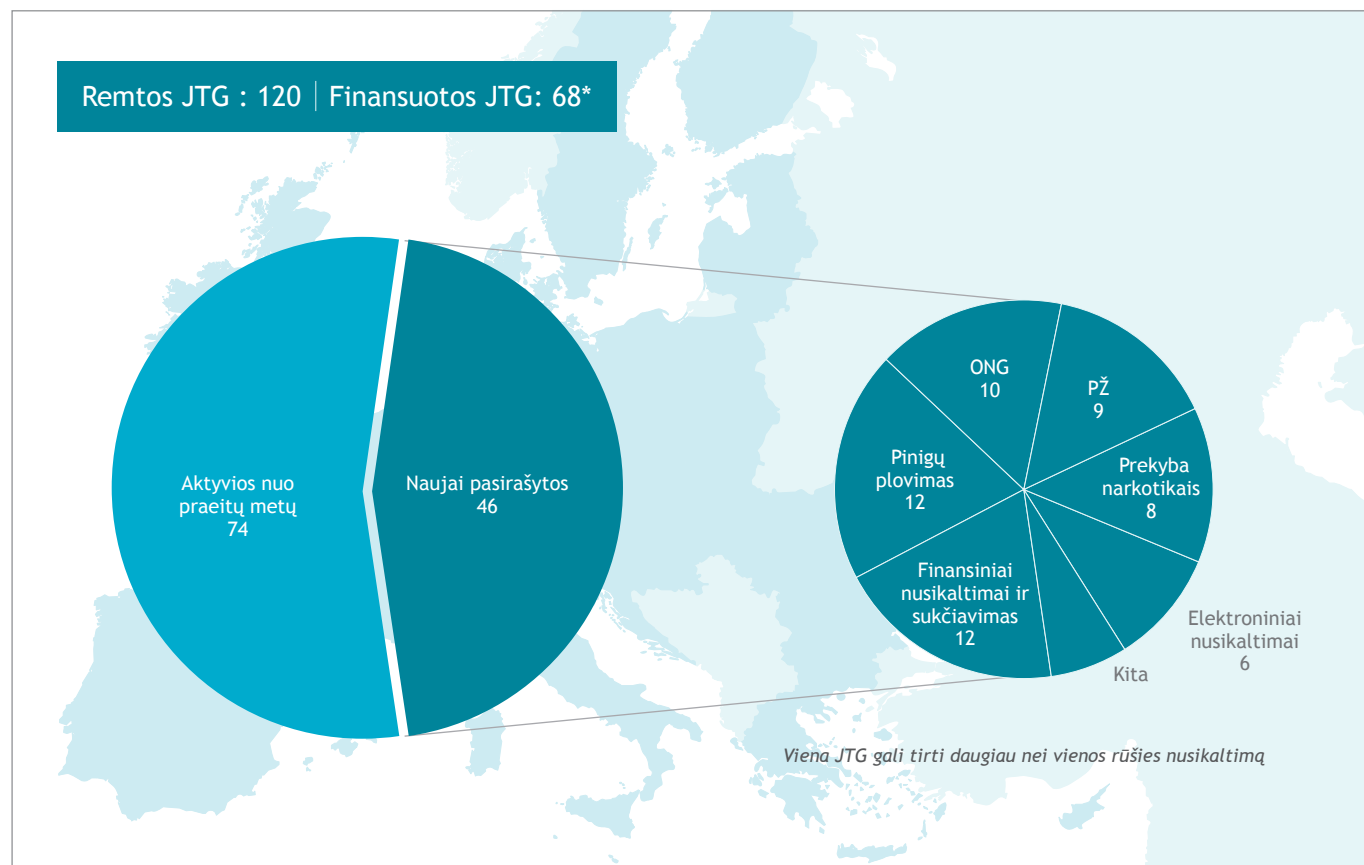 Remtos JTG : 120 | Finansuotos JTG: 68*
Aktyvios nuo
praeitų metų
74
Naujai pasirašytos
46
ONG
10
PŽ
9
Pinigų
plovimas
12
Prekyba
narkotikais
8
Finansiniai
nusikaltimai ir
sukčiavimas
12
Elektroniniai
nusikaltimai
6
Kita
Viena JTG gali tirti daugiau nei vienos rūšies nusikaltimą